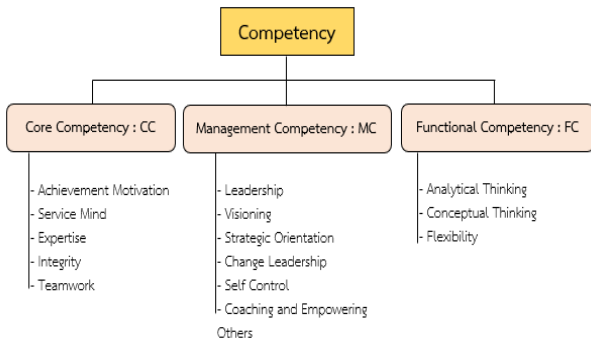 Competency
Core Competency : CC
- Achievement Motivation
- Service Mind
- Expertise
- Integrity
- Teamwork
Management Competency : MC
- Leadership
- Visioning
- Strategic Orientation
- Change Leadership
- Self Control
- Coaching and Empowering
Others
Functional Competency : FC
- Analytical Thinking
- Conceptual Thinking
- Flexibility